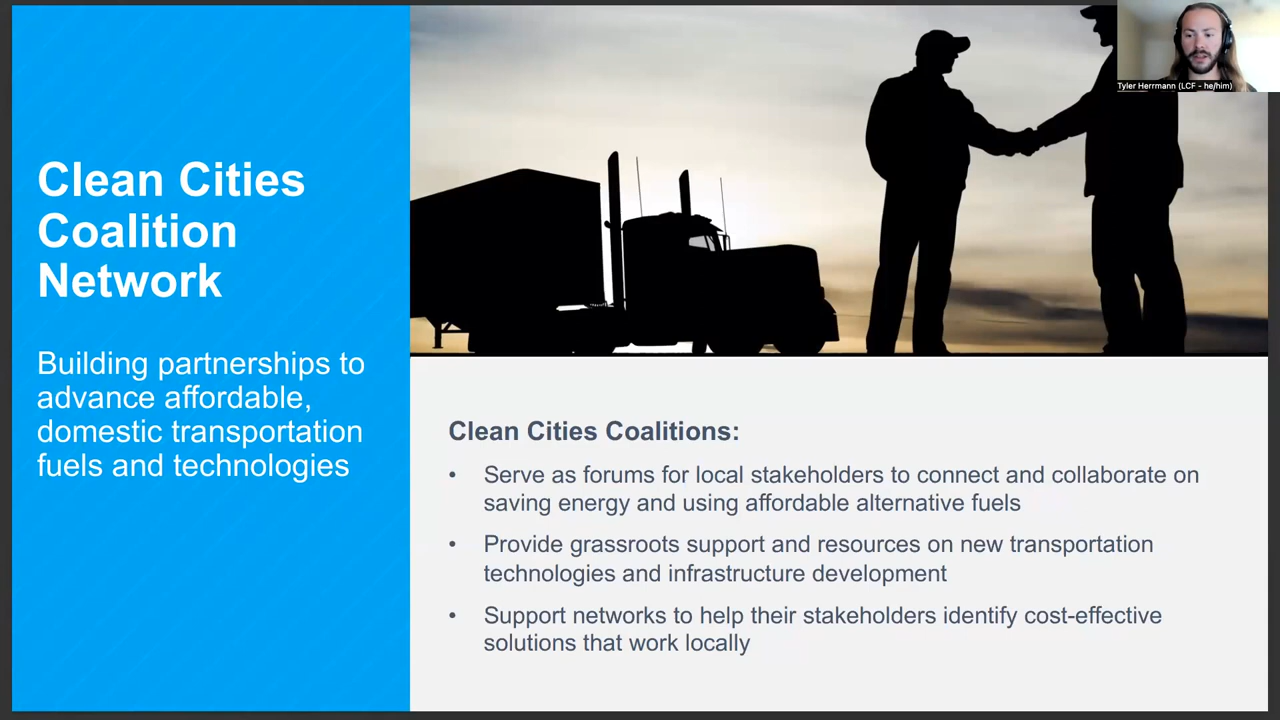 Tyler Herrmann (LCF - he/him)
Clean Cities
Coalition
Network
Building partnerships to
advance affordable,
domestic transportation
fuels and technologies
Clean Cities Coalitions:
• Serve as forums for local stakeholders to connect and collaborate on
saving energy and using affordable alternative fuels
• Provide grassroots support and resources on new transportation
technologies and infrastructure development
• Support networks to help their stakeholders identify cost-effective
solutions that work locally